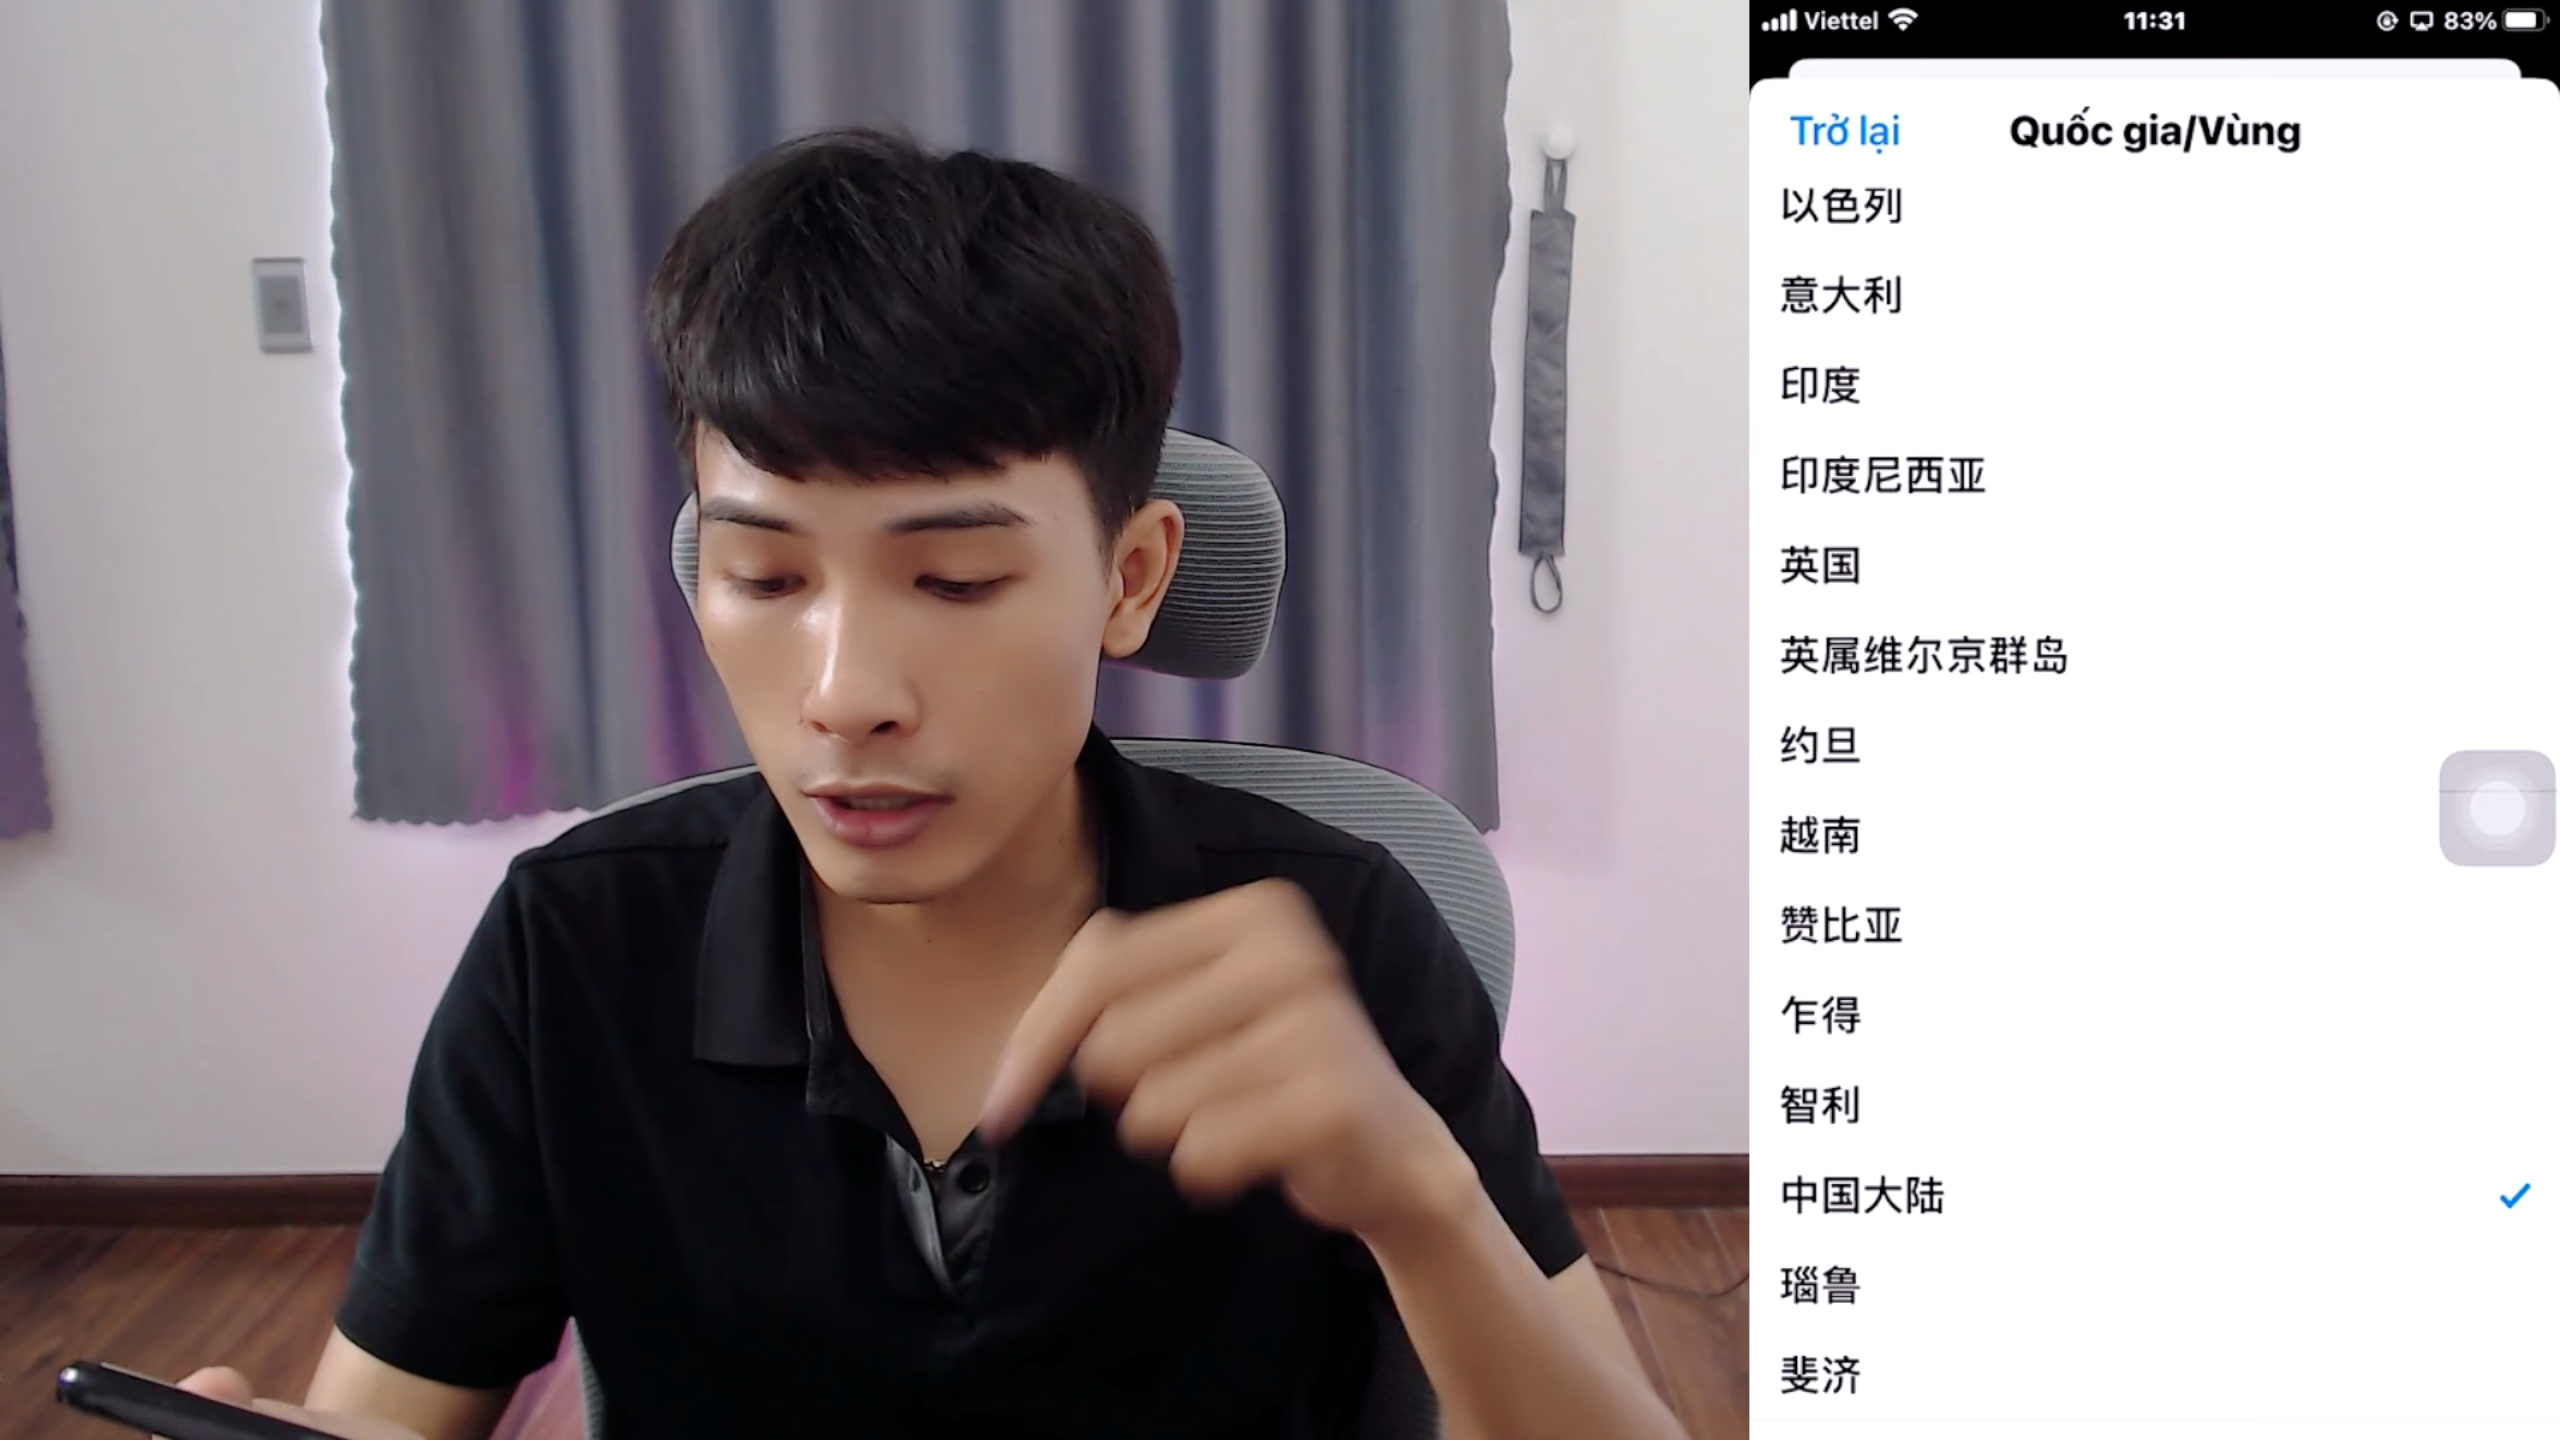 Viettel 11:31 83%
Trở lại Quốc gia/Vùng
以色列
意大利
印度
印度尼西亚
英国
英属维尔京群岛
约旦
越南
赞比亚
乍得
智利
中国大陆
瑙鲁
斐济